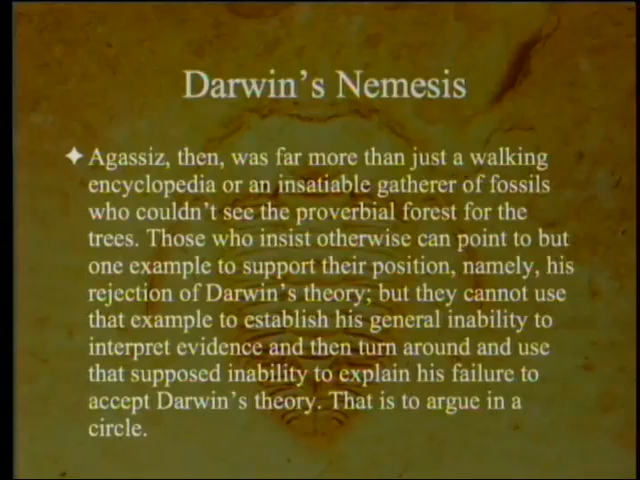 Darwin's Nemesis
Agassiz, then, was far more than just a walking
encyclopedia or an insatiable gatherer of fossils
who couldn't see the proverbial forest for the
trees. Those who insist otherwise can point to but
one example to support their position, namely, his
rejection of Darwin's theory; but they cannot use
that example to establish his general inability to
interpret evidence and then turn around and use
that supposed inability to explain his failure to
accept Darwin's theory. That is to argue in a
circle.